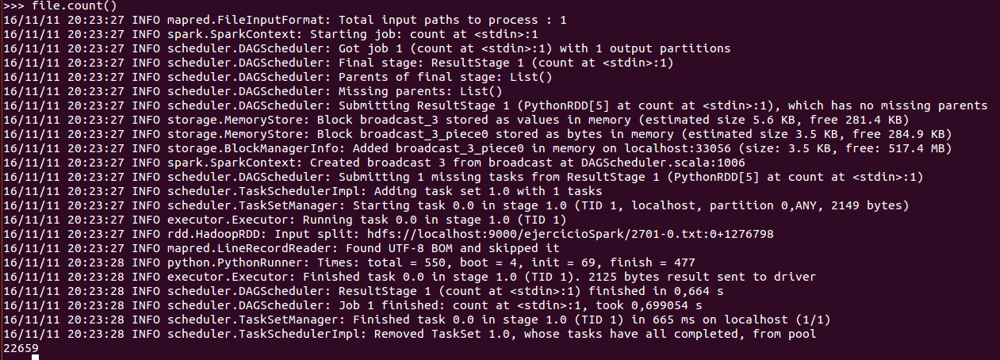 >>> file.count()
16/11/11 20:23:27 INFO mapred.FileInputFormat: Total input paths to process : 1
16/11/11 20:23:27 INFO spark.SparkContext: Starting job: count at <stdin>:1
16/11/11 20:23:27 INFO scheduler.DAGScheduler: Got job 1 (count at <stdin>:1) with 1 output partitions
16/11/11 20:23:27 INFO scheduler.DAGScheduler: Final stage: ResultStage 1 (count at <stdin>:1)
16/11/11 20:23:27 INFO scheduler.DAGScheduler: Parents of final stage: List()
16/11/11 20:23:27 INFO scheduler.DAGScheduler: Missing parents: List()
16/11/11 20:23:27 INFO scheduler.DAGScheduler: Submitting ResultStage 1 (PythonRDD[5] at count at <stdin>:1), which has no missing parents
16/11/11 20:23:27 INFO storage.MemoryStore: Block broadcast_3 stored as values in memory (estimated size 5.6 KB, free 281.4 KB)
16/11/11 20:23:27 INFO storage.MemoryStore: Block broadcast_3_piece0 stored as bytes in memory (estimated size 3.5 KB, free 284.9 KB)
16/11/11 20:23:27 INFO storage.BlockManagerInfo: Added broadcast_3_piece0 in memory on localhost:33056 (size: 3.5 KB, free: 517.4 MB)
16/11/11 20:23:27 INFO spark.SparkContext: Created broadcast 3 from broadcast at DAGScheduler.scala:1006
16/11/11 20:23:27 INFO scheduler.DAGScheduler: Submitting 1 missing tasks from ResultStage 1 (PythonRDD[5] at count at <stdin>:1)
16/11/11 20:23:27 INFO scheduler.TaskSchedulerImpl: Adding task set 1.0 with 1 tasks
16/11/11 20:23:27 INFO scheduler.TaskSetManager: Starting task 0.0 in stage 1.0 (TID 1, localhost, partition 0,ANY, 2149 bytes)
16/11/11 20:23:27 INFO executor.Executor: Running task 0.0 in stage 1.0 (TID 1)
16/11/11 20:23:27 INFO rdd.HadoopRDD: Input split: hdfs://localhost:9000/ejercicioSpark/2701-0.txt:0+1276798
16/11/11 20:23:27 INFO mapred.LineRecordReader: Found UTF-8 BOM and skipped it
16/11/11 20:23:28 INFO python.PythonRunner: Times: total = 550, boot = 4, init = 69, finish = 477
16/11/11 20:23:28 INFO executor.Executor: Finished task 0.0 in stage 1.0 (TID 1). 2125 bytes result sent to driver
16/11/11 20:23:28 INFO scheduler.DAGScheduler: ResultStage 1 (count at <stdin>:1) finished in 0,664 s
16/11/11 20:23:28 INFO scheduler.DAGScheduler: Job 1 finished: count at <stdin>:1, took 0,699054 s
16/11/11 20:23:28 INFO scheduler.TaskSetManager: Finished task 0.0 in stage 1.0 (TID 1) in 665 ms on localhost (1/1)
16/11/11 20:23:28 INFO scheduler.TaskSchedulerImpl: Removed TaskSet 1.0, whose tasks have all completed, from pool
22659